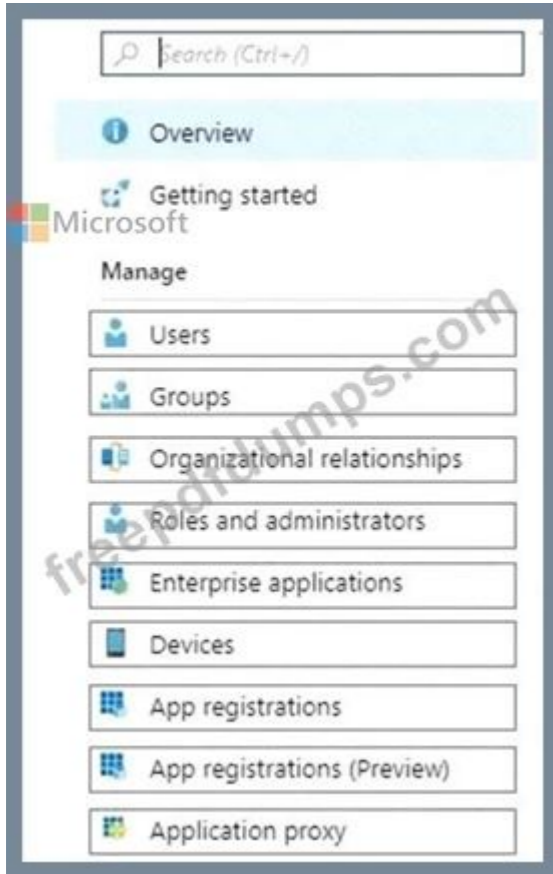 Search (Ctrl+/)
Overview
Getting started
Microsoft
Manage
Users
Groups
Organizational relationships
Roles and administrators
Enterprise applications
Devices
App registrations
App registrations (Preview)
Application proxy
freepdfdumps.com